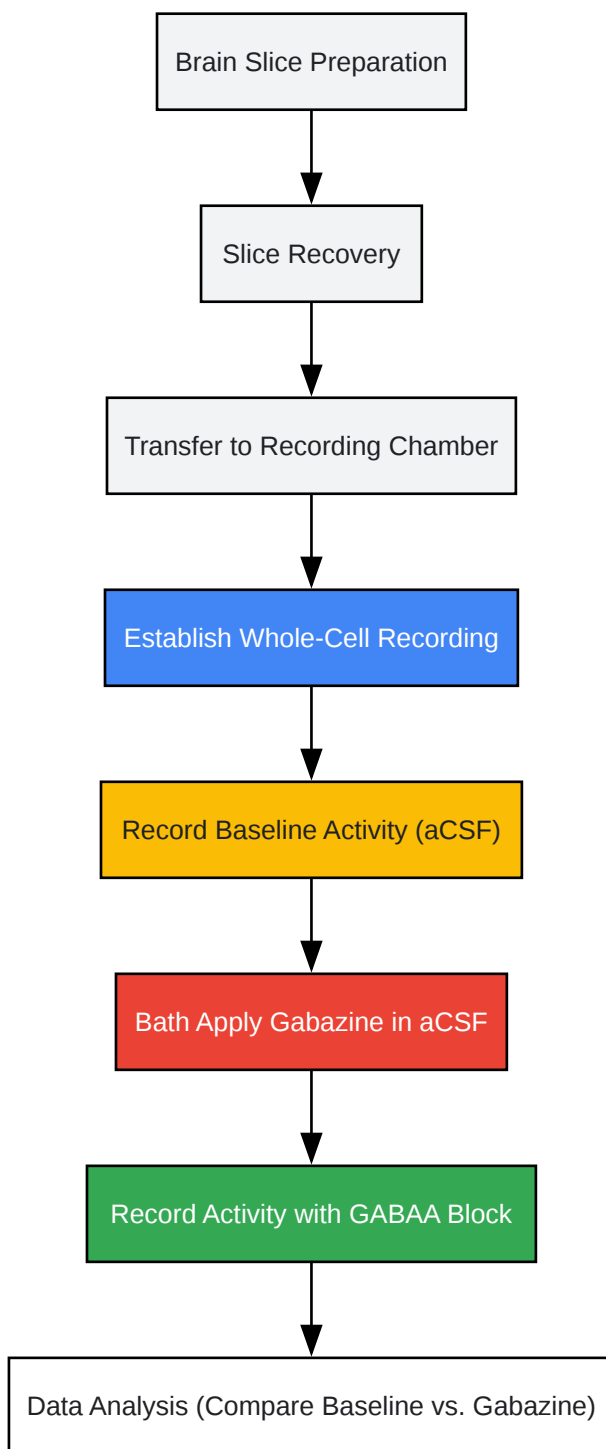 Brain Slice Preparation
Slice Recovery
Transfer to Recording Chamber
Establish Whole-Cell Recording
Record Baseline Activity (aCSF)
Bath Apply Gabazine in aCSF
Record Activity with GABAA Block
Data Analysis (Compare Baseline vs. Gabazine)